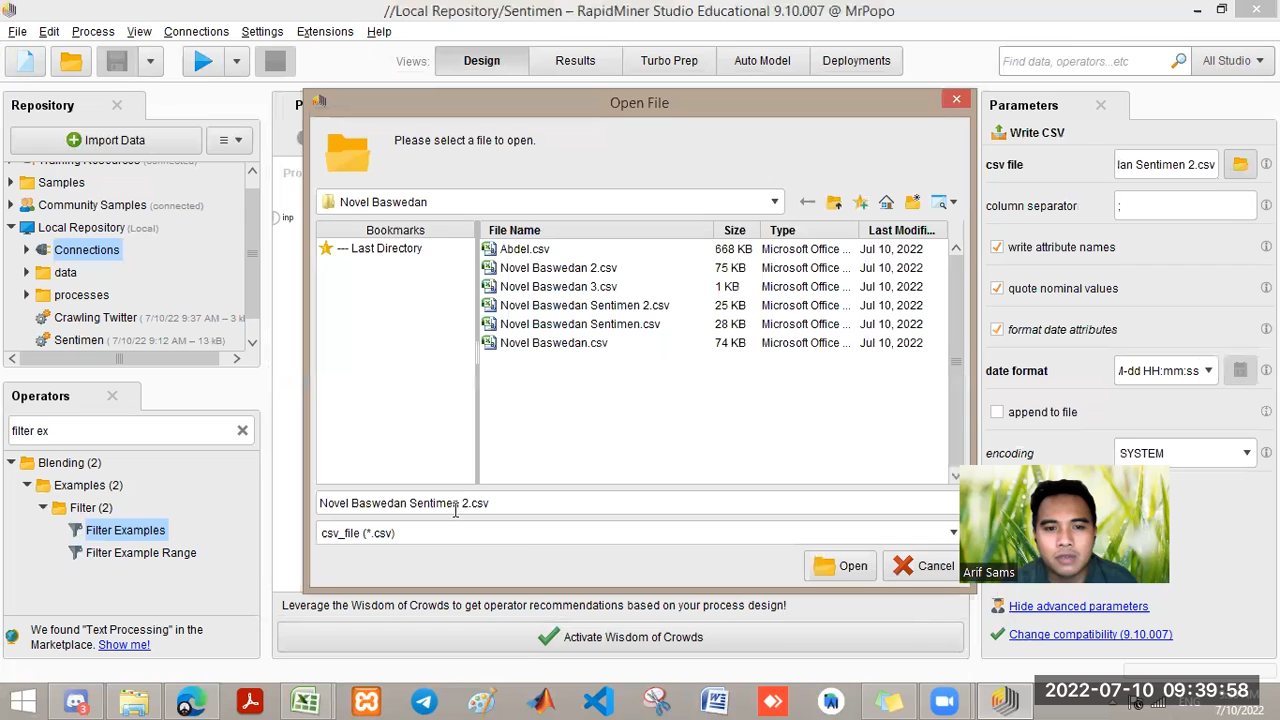 //Local Repository/Sentimen – RapidMiner Studio Educational 9.10.007 @ MrPopo
File Edit Process View Connections Settings Extensions Help
Views: Design Results Turbo Prep Auto Model Deployments
Find data, operators...etc
All Studio
Repository
Import Data
Samples
Community Samples (connected)
Local Repository (Local)
Connections
data
processes
Crawling Twitter (7/10/22 9:37 AM – 3 k
Sentimen (7/10/22 9:12 AM – 13 kB)
Operators
filter ex
Blending (2)
Examples (2)
Filter (2)
Filter Examples
Filter Example Range
We found "Text Processing" in the
Marketplace. Show me!
inp
Open File
Please select a file to open.
Novel Baswedan
Bookmarks
--- Last Directory
File Name Size Type Last Modifi...
Abdel.csv 668 KB Microsoft Office ... Jul 10, 2022
Novel Baswedan 2.csv 75 KB Microsoft Office ... Jul 10, 2022
Novel Baswedan 3.csv 1 KB Microsoft Office ... Jul 10, 2022
Novel Baswedan Sentimen 2.csv 25 KB Microsoft Office ... Jul 10, 2022
Novel Baswedan Sentimen.csv 28 KB Microsoft Office ... Jul 10, 2022
Novel Baswedan.csv 74 KB Microsoft Office ... Jul 10, 2022
Novel Baswedan Sentimen 2.csv
csv_file (*.csv)
Open
Cancel
Leverage the Wisdom of Crowds to get operator recommendations based on your process design!
Activate Wisdom of Crowds
Parameters
Write CSV
csv file lan Sentimen 2.csv
column separator ;
write attribute names
quote nominal values
format date attributes
date format /l-dd HH:mm:ss
append to file
encoding SYSTEM
Arif Sams
Hide advanced parameters
Change compatibility (9.10.007)
2022-07-10 09:39:58
7/10/2022